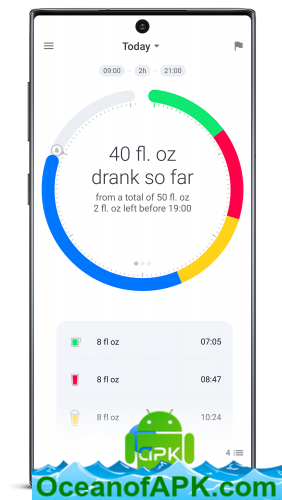 Today
09:00 2h 21:00
40 fl. oz
drank so far
from a total of 50 fl. oz
2 fl. oz left before 19:00
8 fl oz 07:05
8 fl oz 08:47
8 fl oz 10:24
APK
4
OceanofAPK.com